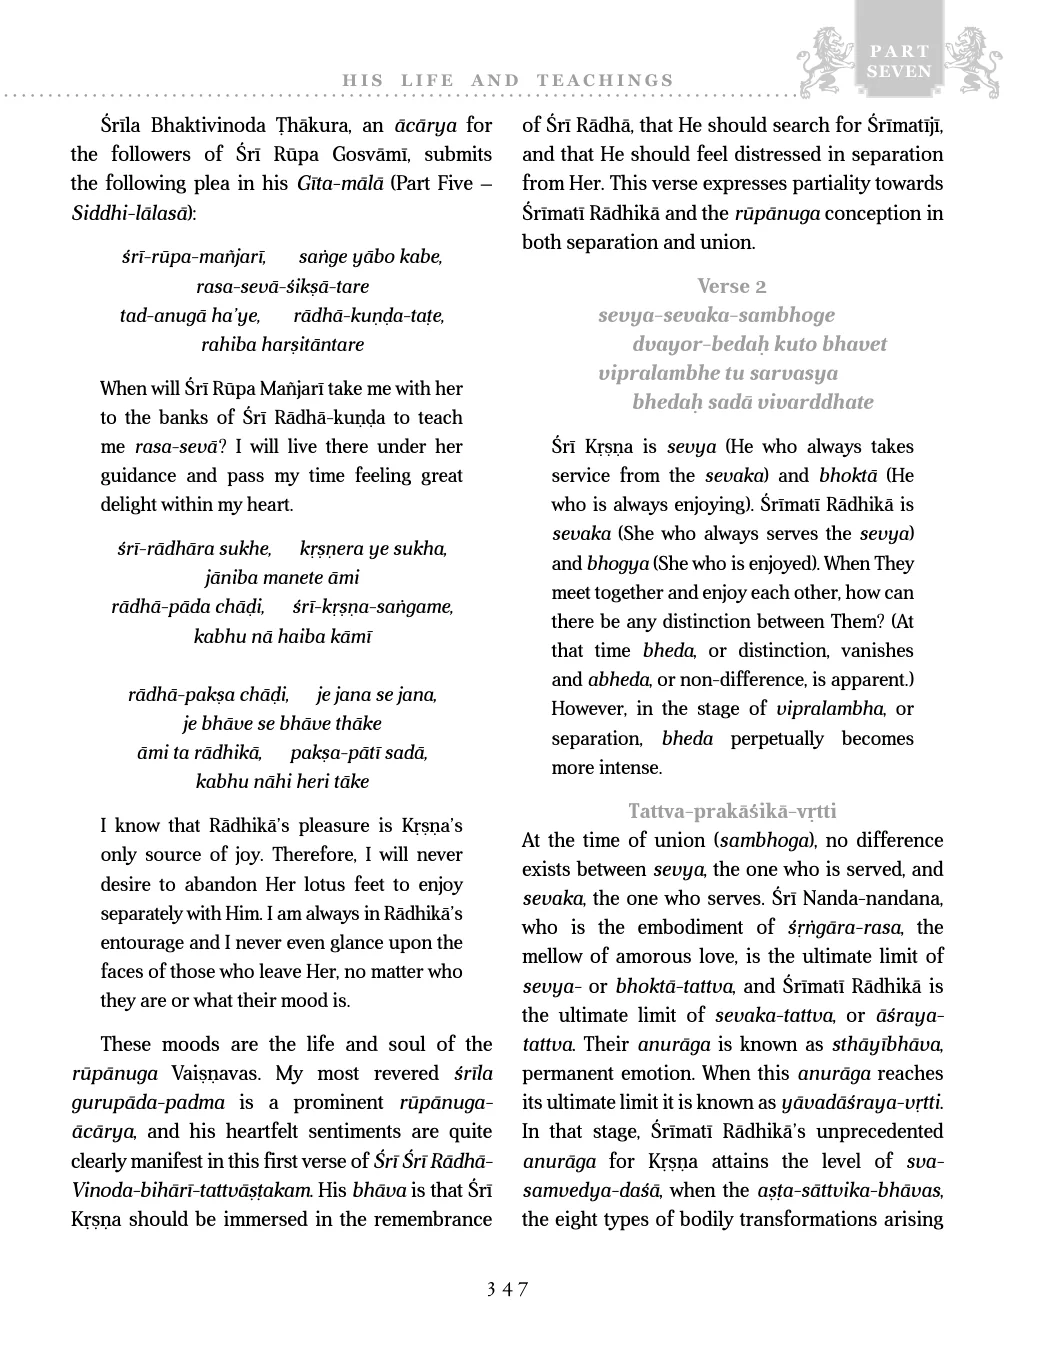 PART
SEVEN
HIS LIFE AND TEACHINGS
Śrīla Bhaktivinoda Ṭhākura, an ācārya for
the followers of Śrī Rūpa Gosvāmī, submits
the following plea in his Gīta-mālā (Part Five –
Siddhi-lālasā):
śrī-rūpa-mañjarī, saṅge yābo kabe,
rasa-sevā-śikṣā-tare
tad-anugā ha’ye, rādhā-kuṇḍa-taṭe,
rahiba harṣitāntare
When will Śrī Rūpa Mañjarī take me with her
to the banks of Śrī Rādhā-kuṇḍa to teach
me rasa-sevā? I will live there under her
guidance and pass my time feeling great
delight within my heart.
śrī-rādhāra sukhe, kṛṣṇera ye sukha,
jāniba manete āmi
rādhā-pāda chāḍi, śrī-kṛṣṇa-saṅgame,
kabhu nā haiba kāmī
rādhā-pakṣa chāḍi, je jana se jana,
je bhāve se bhāve thāke
āmi ta rādhikā, pakṣa-pātī sadā,
kabhu nāhi heri tāke
I know that Rādhikā’s pleasure is Kṛṣṇa’s
only source of joy. Therefore, I will never
desire to abandon Her lotus feet to enjoy
separately with Him. I am always in Rādhikā’s
entourage and I never even glance upon the
faces of those who leave Her, no matter who
they are or what their mood is.
These moods are the life and soul of the
rūpānuga Vaiṣṇavas. My most revered śrīla
gurupāda-padma is a prominent rūpānuga-
ācārya, and his heartfelt sentiments are quite
clearly manifest in this first verse of Śrī Śrī Rādhā-
Vinoda-bihārī-tattvāṣṭakam. His bhāva is that Śrī
Kṛṣṇa should be immersed in the remembrance
of Śrī Rādhā, that He should search for Śrīmatījī,
and that He should feel distressed in separation
from Her. This verse expresses partiality towards
Śrīmatī Rādhikā and the rūpānuga conception in
both separation and union.
Verse 2
sevya-sevaka-sambhoge
dvayor-bedaḥ kuto bhavet
vipralambhe tu sarvasya
bhedaḥ sadā vivarddhate
Śrī Kṛṣṇa is sevya (He who always takes
service from the sevaka) and bhoktā (He
who is always enjoying). Śrīmatī Rādhikā is
sevaka (She who always serves the sevya)
and bhogya (She who is enjoyed). When They
meet together and enjoy each other, how can
there be any distinction between Them? (At
that time bheda, or distinction, vanishes
and abheda, or non-difference, is apparent.)
However, in the stage of vipralambha, or
separation, bheda perpetually becomes
more intense.
Tattva-prakāśikā-vṛtti
At the time of union (sambhoga), no difference
exists between sevya, the one who is served, and
sevaka, the one who serves. Śrī Nanda-nandana,
who is the embodiment of śṛṅgāra-rasa, the
mellow of amorous love, is the ultimate limit of
sevya- or bhoktā-tattva, and Śrīmatī Rādhikā is
the ultimate limit of sevaka-tattva, or āśraya-
tattva. Their anurāga is known as sthāyībhāva,
permanent emotion. When this anurāga reaches
its ultimate limit it is known as yāvadāśraya-vṛtti.
In that stage, Śrīmatī Rādhikā’s unprecedented
anurāga for Kṛṣṇa attains the level of sva-
samvedya-daśā, when the aṣṭa-sāttvika-bhāvas,
the eight types of bodily transformations arising
347